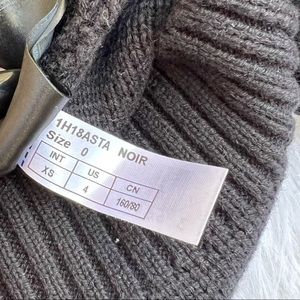 1H18ASTA NOIR
Size 0
INT US CN
XS 4 160/80